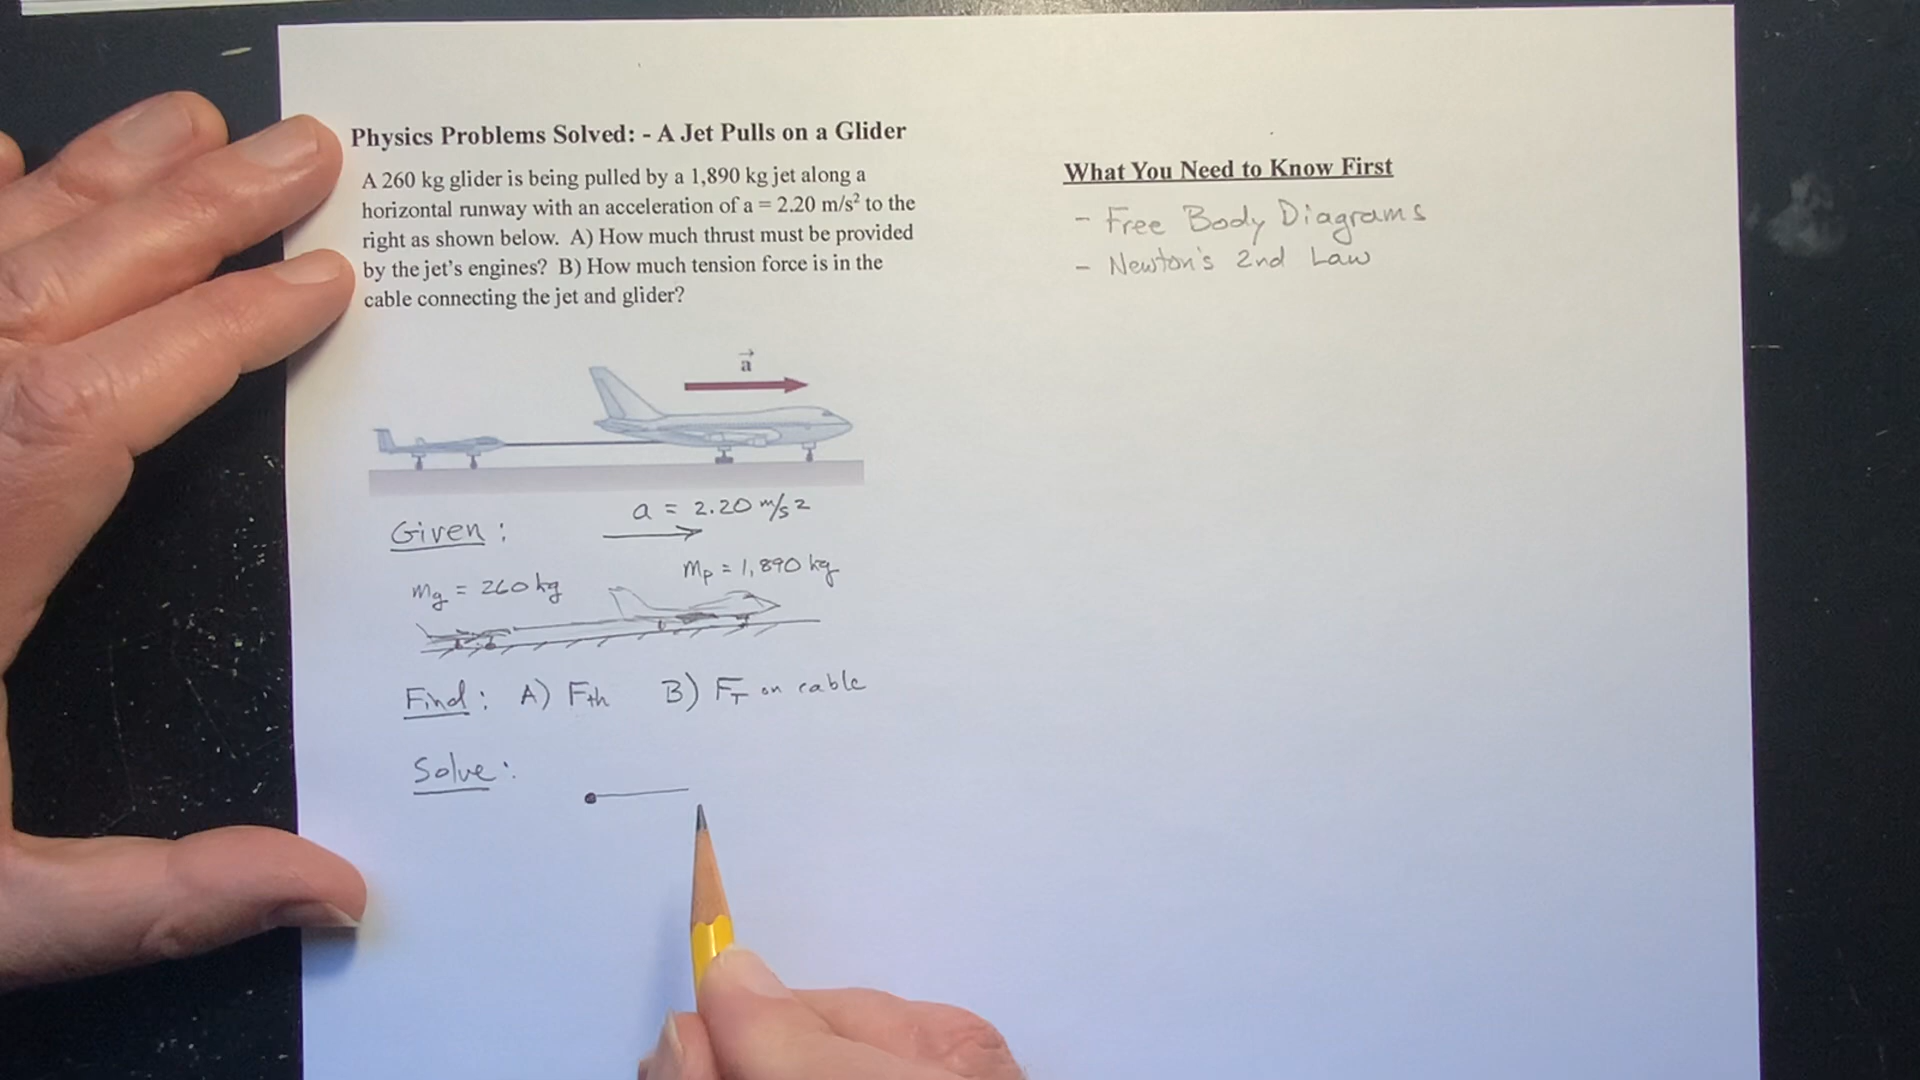 Physics Problems Solved: - A Jet Pulls on a Glider
A 260 kg glider is being pulled by a 1,890 kg jet along a
horizontal runway with an acceleration of a = 2.20 m/s² to the
right as shown below. A) How much thrust must be provided
by the jet's engines? B) How much tension force is in the
cable connecting the jet and glider?
What You Need to Know First
- Free Body Diagrams
- Newton's 2nd Law
a
Given:
a = 2.20 m/s²
mg = 260 kg
mp = 1,890 kg
Find: A) Fth B) FT on cable
Solve: